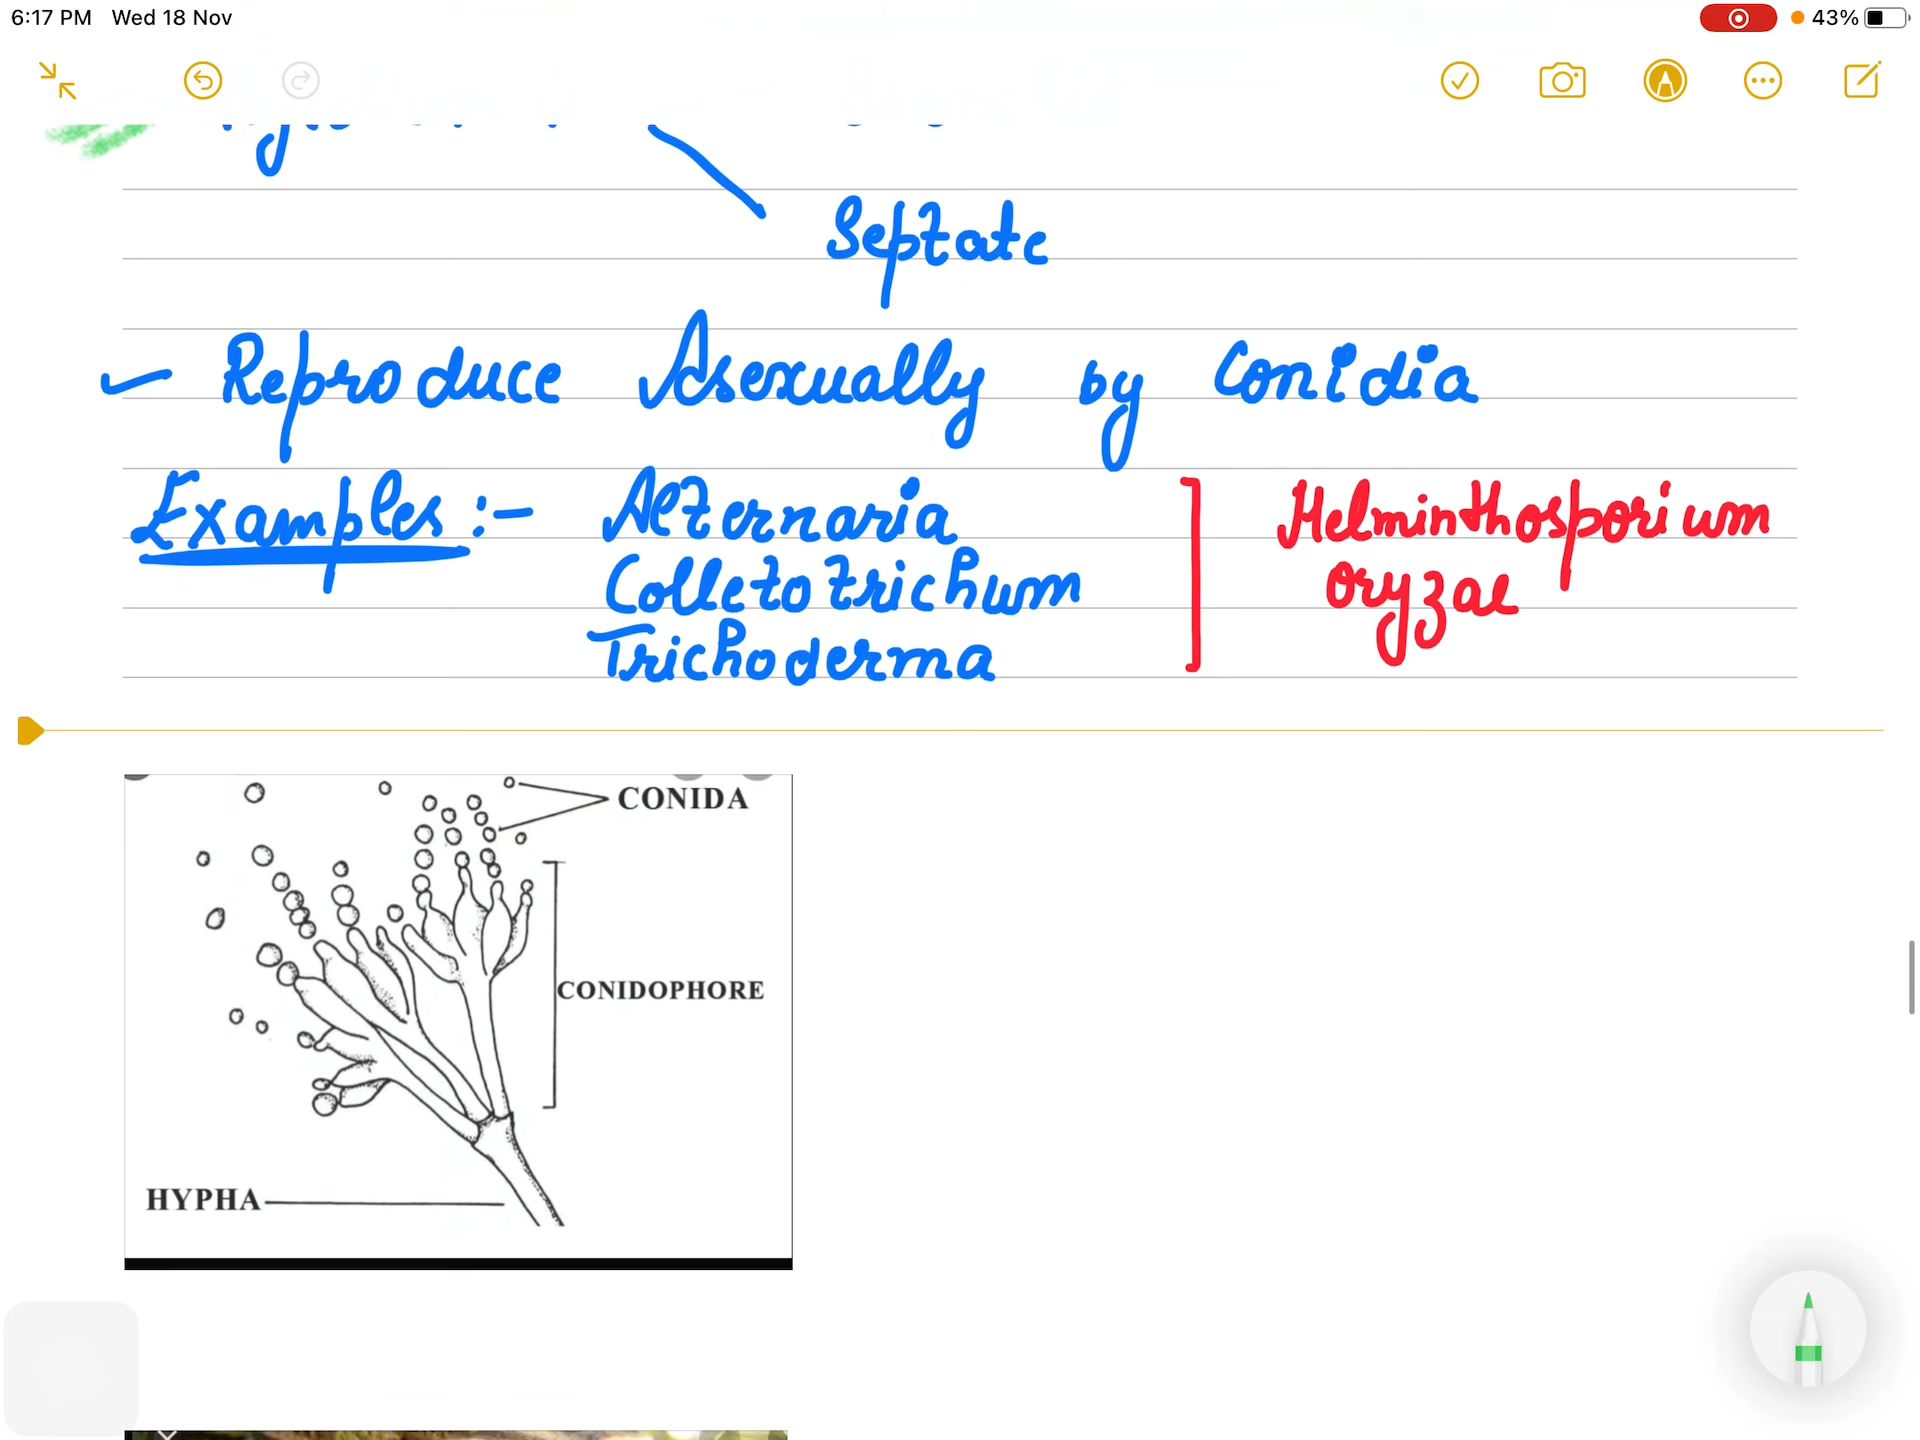 6:17 PM Wed 18 Nov
43%
Septate
Reproduce Asexually by Conidia
Examples :- Alternaria
Helminthosporium
Colletotrichum
oryzae
Trichoderma
CONIDA
CONIDOPHORE
HYPHA